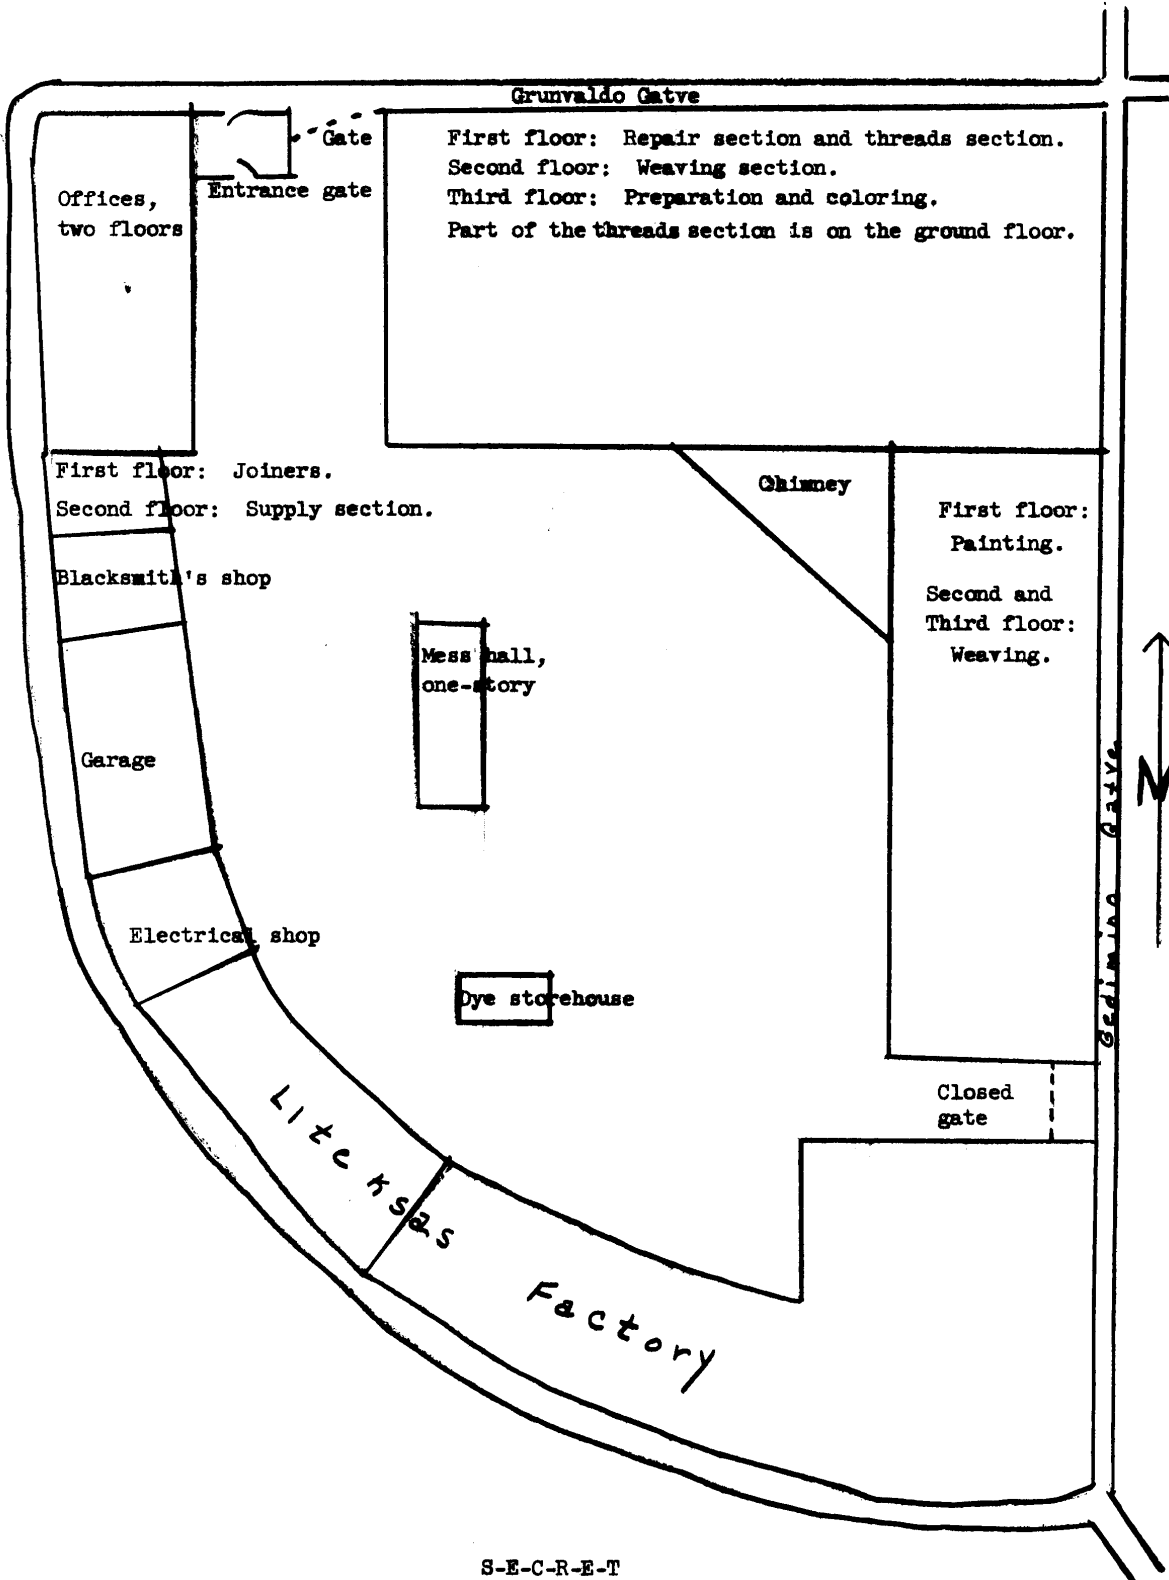 Grunvaldo Gatve
Gate
Entrance gate
First floor: Repair section and threads section.
Second floor: Weaving section.
Third floor: Preparation and coloring.
Part of the threads section is on the ground floor.
Offices,
two floors
First floor: Joiners.
Second floor: Supply section.
Blacksmith's shop
Garage
Electrical shop
Mess hall,
one-story
Dye storehouse
Chimney
First floor:
Painting.
Second and
Third floor:
Weaving.
N
Gedimino Gatve
Closed
gate
Liteksas
Factory
S-E-C-R-E-T